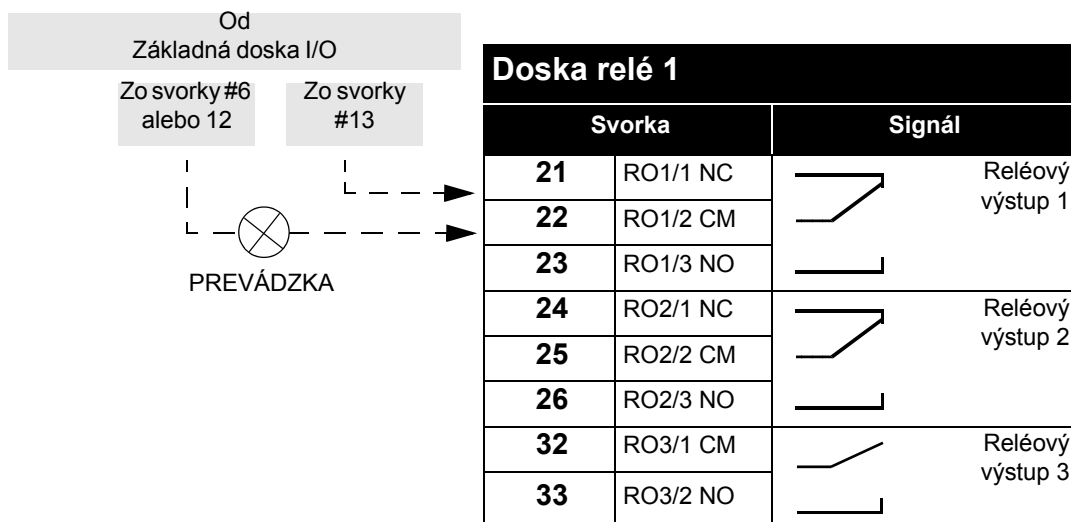 Od
Základná doska I/O
Zo svorky #6
alebo 12
Zo svorky
#13
PREVÁDZKA
Doska relé 1
Svorka Signál
21 RO1/1 NC Reléový
výstup 1
22 RO1/2 CM
23 RO1/3 NO
24 RO2/1 NC Reléový
výstup 2
25 RO2/2 CM
26 RO2/3 NO
32 RO3/1 CM Reléový
výstup 3
33 RO3/2 NO